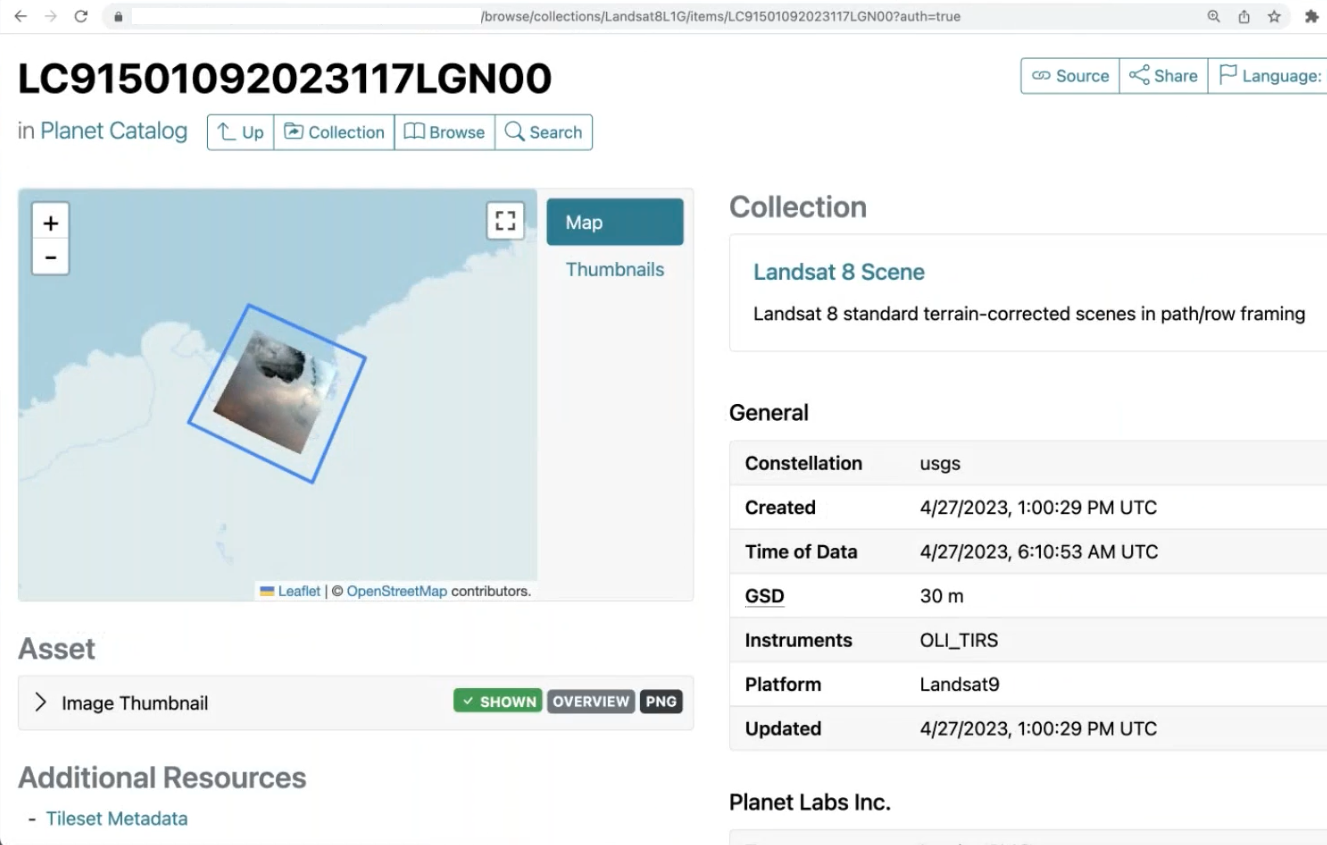 /browse/collections/Landsat8L1G/items/LC91501092023117LGN00?auth=true
LC91501092023117LGN00
Source
Share
Language:
in Planet Catalog
Up
Collection
Browse
Search
+
-
Map
Thumbnails
Leaflet | © OpenStreetMap contributors.
Asset
Image Thumbnail
SHOWN
OVERVIEW
PNG
Additional Resources
- Tileset Metadata
Collection
Landsat 8 Scene
Landsat 8 standard terrain-corrected scenes in path/row framing
General
Constellation usgs
Created 4/27/2023, 1:00:29 PM UTC
Time of Data 4/27/2023, 6:10:53 AM UTC
GSD 30 m
Instruments OLI_TIRS
Platform Landsat9
Updated 4/27/2023, 1:00:29 PM UTC
Planet Labs Inc.